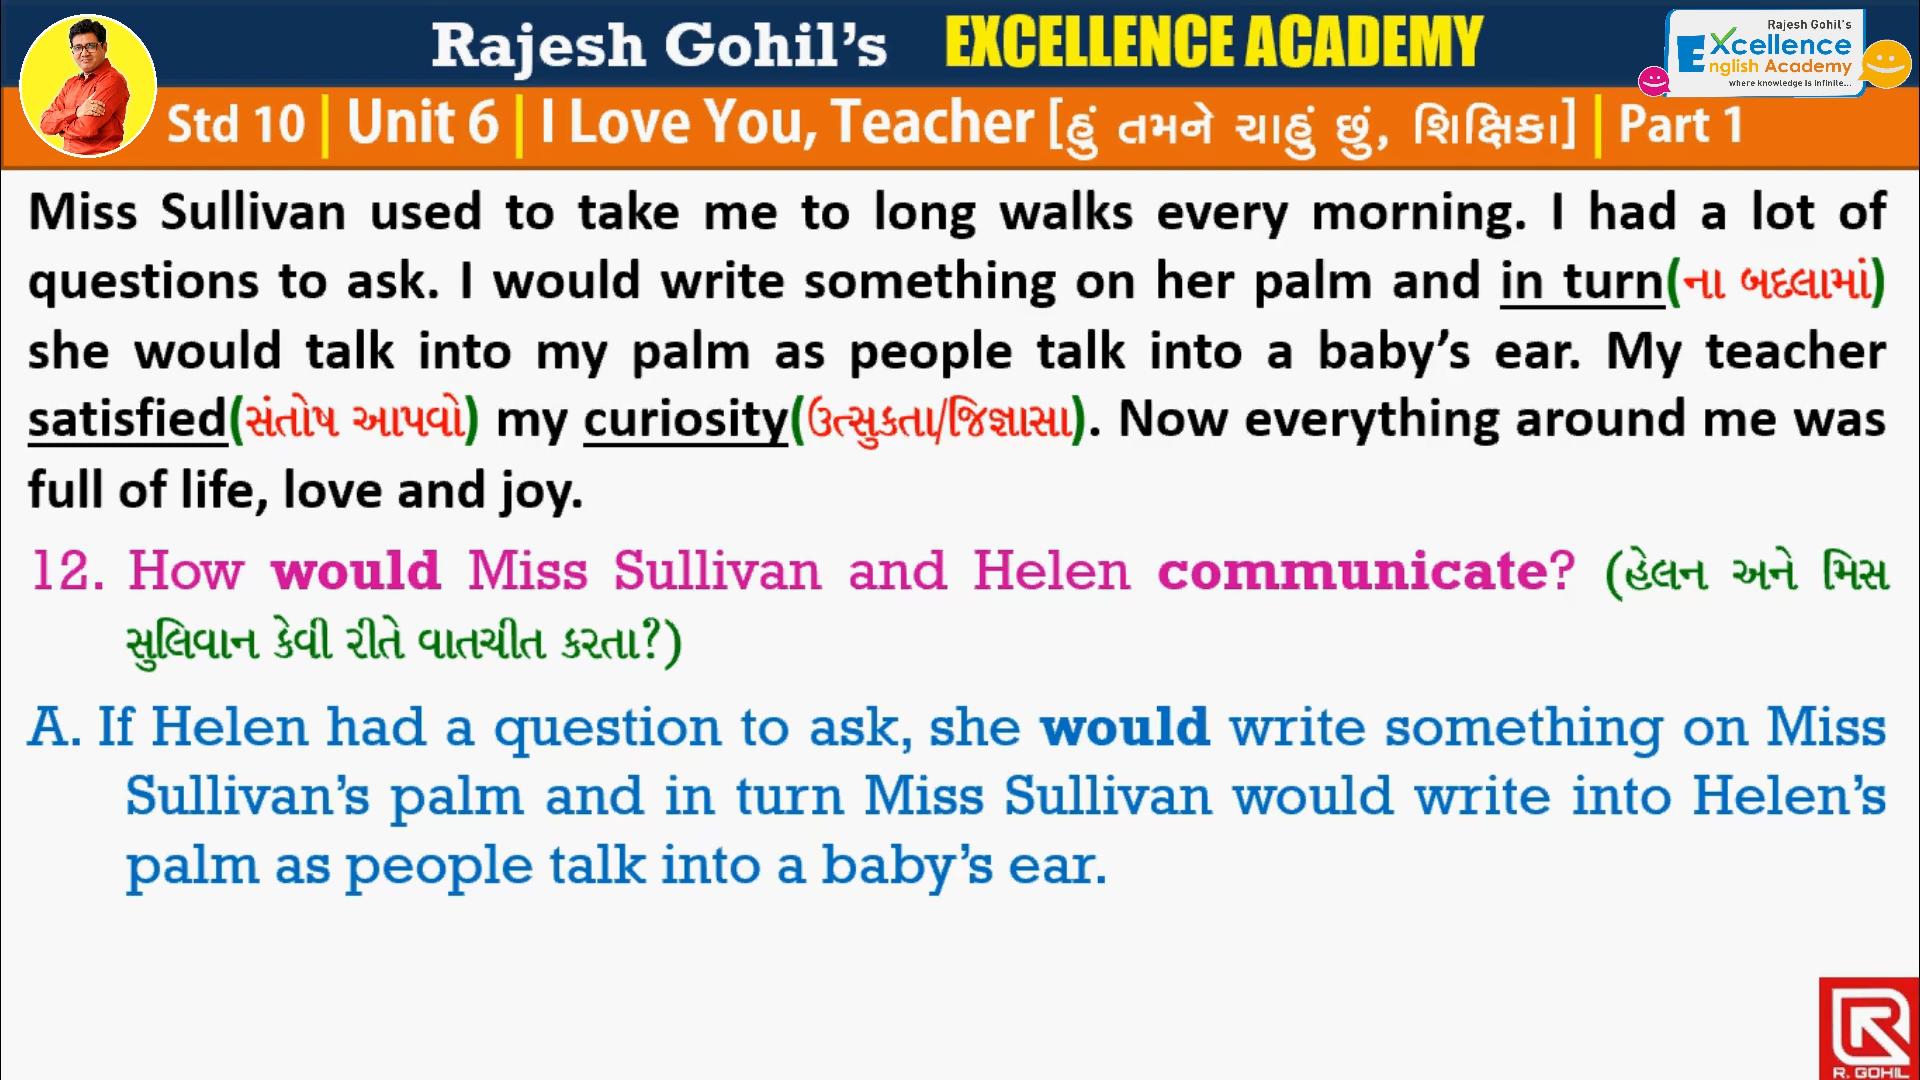 Rajesh Gohil's EXCELLENCE ACADEMY
Rajesh Gohil's
Excellence
English Academy
where knowledge is infinite...
Std 10 | Unit 6 | I Love You, Teacher [હું તમને ચાહું છું, શિક્ષિકા] | Part 1
Miss Sullivan used to take me to long walks every morning. I had a lot of
questions to ask. I would write something on her palm and in turn(ના બદલામાં)
she would talk into my palm as people talk into a baby's ear. My teacher
satisfied(સંતોષ આપવો) my curiosity(ઉત્સુકતા/જિજ્ઞાસા). Now everything around me was
full of life, love and joy.
12. How would Miss Sullivan and Helen communicate? (હેલન અને મિસ
સુલિવાન કેવી રીતે વાતચીત કરતા?)
A. If Helen had a question to ask, she would write something on Miss
Sullivan's palm and in turn Miss Sullivan would write into Helen's
palm as people talk into a baby's ear.
R. GOHIL